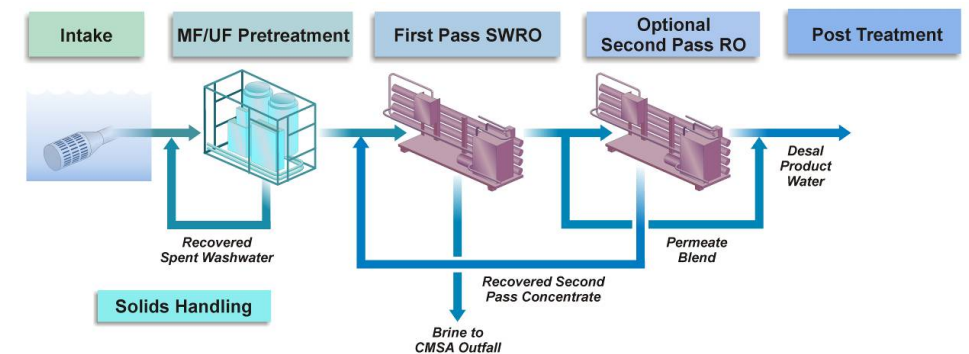 Intake
MF/UF Pretreatment
First Pass SWRO
Optional
Second Pass RO
Post Treatment
Desal
Product
Water
Recovered
Spent Washwater
Permeate
Blend
Recovered Second
Pass Concentrate
Solids Handling
Brine to
CMSA Outfall